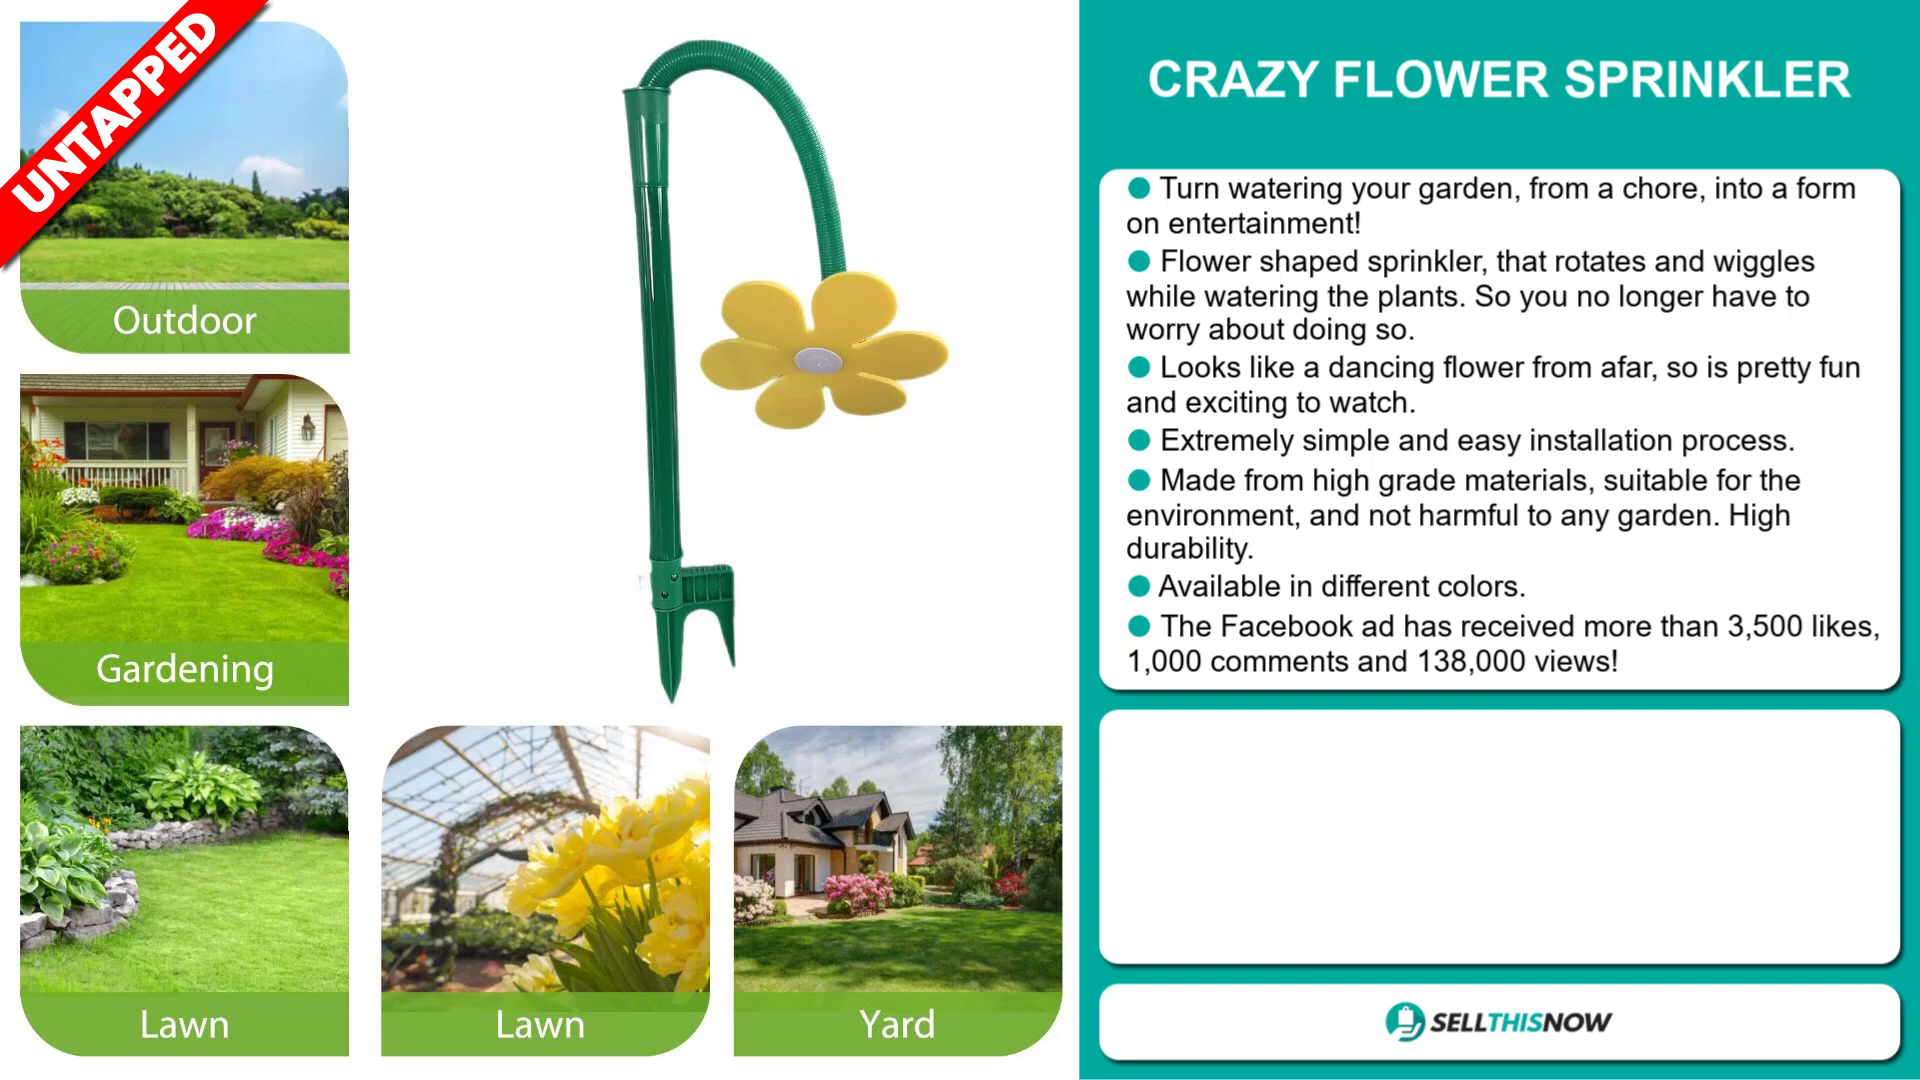 UNTAPPED
Outdoor
Gardening
Lawn
Lawn
Yard
CRAZY FLOWER SPRINKLER
● Turn watering your garden, from a chore, into a form
on entertainment!
● Flower shaped sprinkler, that rotates and wiggles
while watering the plants. So you no longer have to
worry about doing so.
● Looks like a dancing flower from afar, so is pretty fun
and exciting to watch.
● Extremely simple and easy installation process.
● Made from high grade materials, suitable for the
environment, and not harmful to any garden. High
durability.
● Available in different colors.
● The Facebook ad has received more than 3,500 likes,
1,000 comments and 138,000 views!
SELLTHISNOW